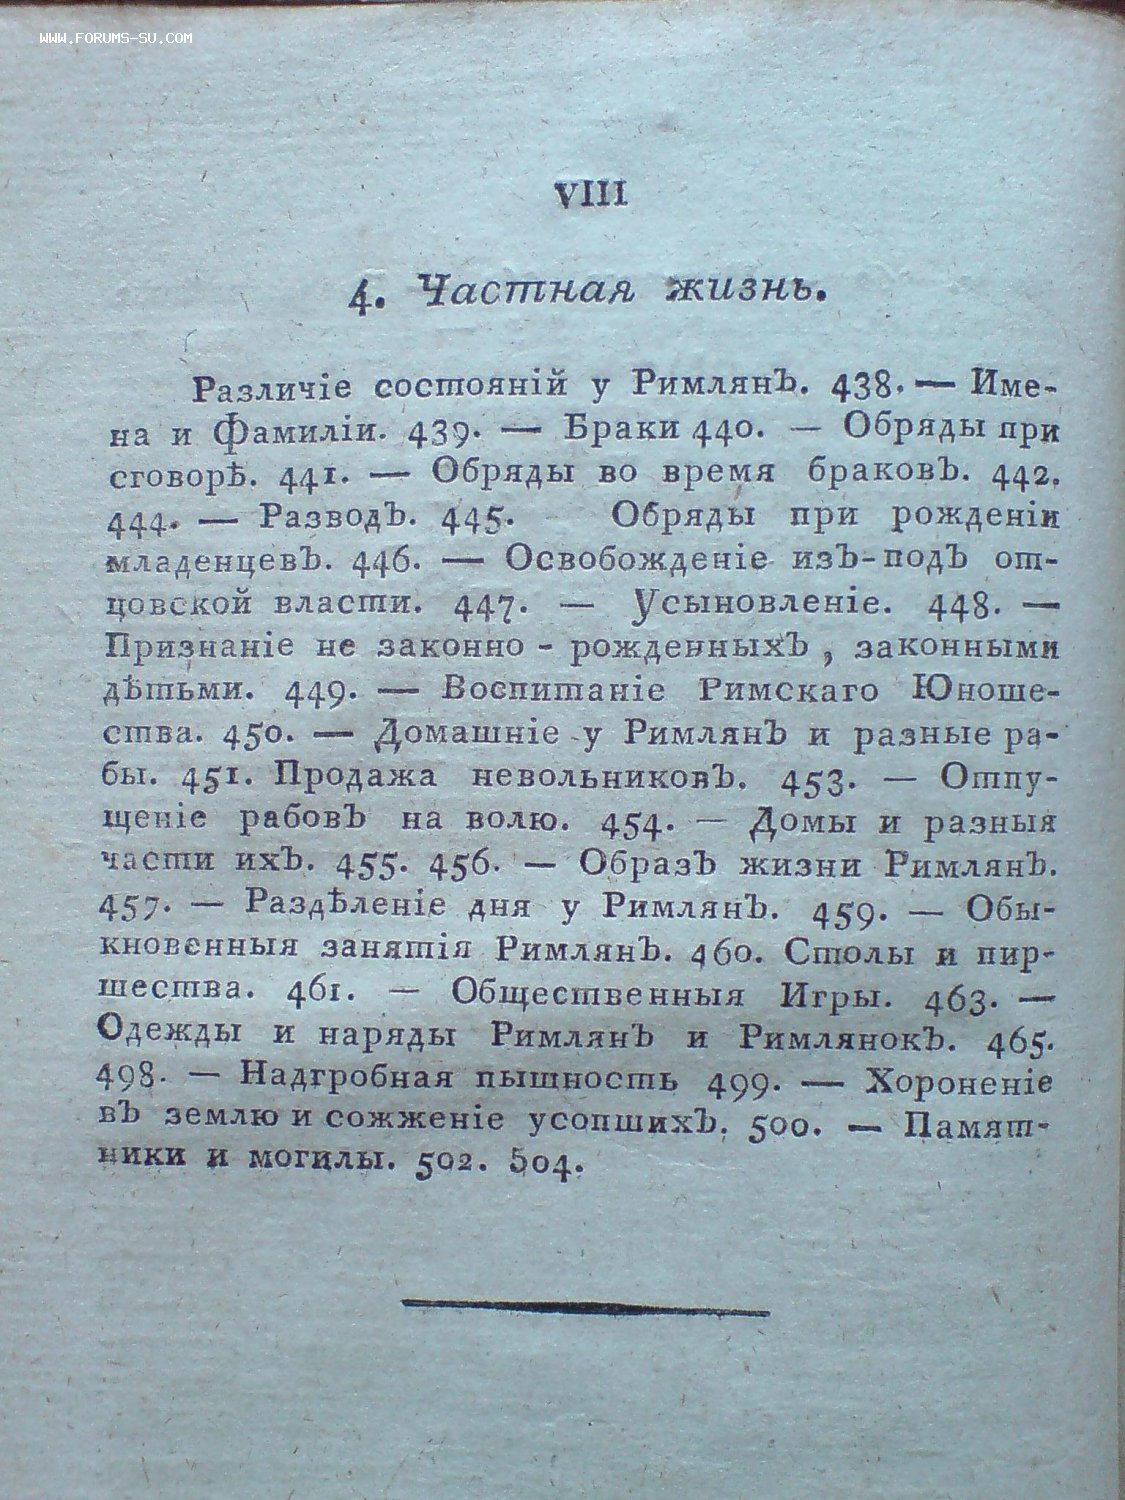 WWW.FORUMS-SU.COM
VIII
4. Частная жизнь.
Различіе состояній у Римлянъ. 438. — Име-
на и Фамиліи. 439. — Браки 440. — Обряды при
сговорѣ. 441. — Обряды во время браковъ. 442.
444. — Разводъ. 445. Обряды при рожденіи
младенцевъ. 446. — Освобожденіе изъ-подъ от-
цовской власти. 447. — Усыновленіе. 448. —
Признаніе не законно - рожденныхъ, законными
дѣтьми. 449. — Воспитаніе Римскаго Юноше-
ства. 450. — Домашніе у Римлянъ и разные ра-
бы. 451. Продажа невольниковъ. 453. — Отпу-
щеніе рабовъ на волю. 454. — Домы и разныя
части ихъ. 455. 456. — Образъ жизни Римлянъ.
457. — Раздѣленіе дня у Римлянъ. 459. — Обы-
кновенныя занятія Римлянъ. 460. Столы и пир-
шества. 461. — Общественныя Игры. 463. —
Одежды и наряды Римлянъ и Римлянокъ. 465.
498. — Надгробная пышность 499. — Хороненіе
въ землю и сожженіе усопшихъ. 500. — Памят-
ники и могилы. 502. 504.